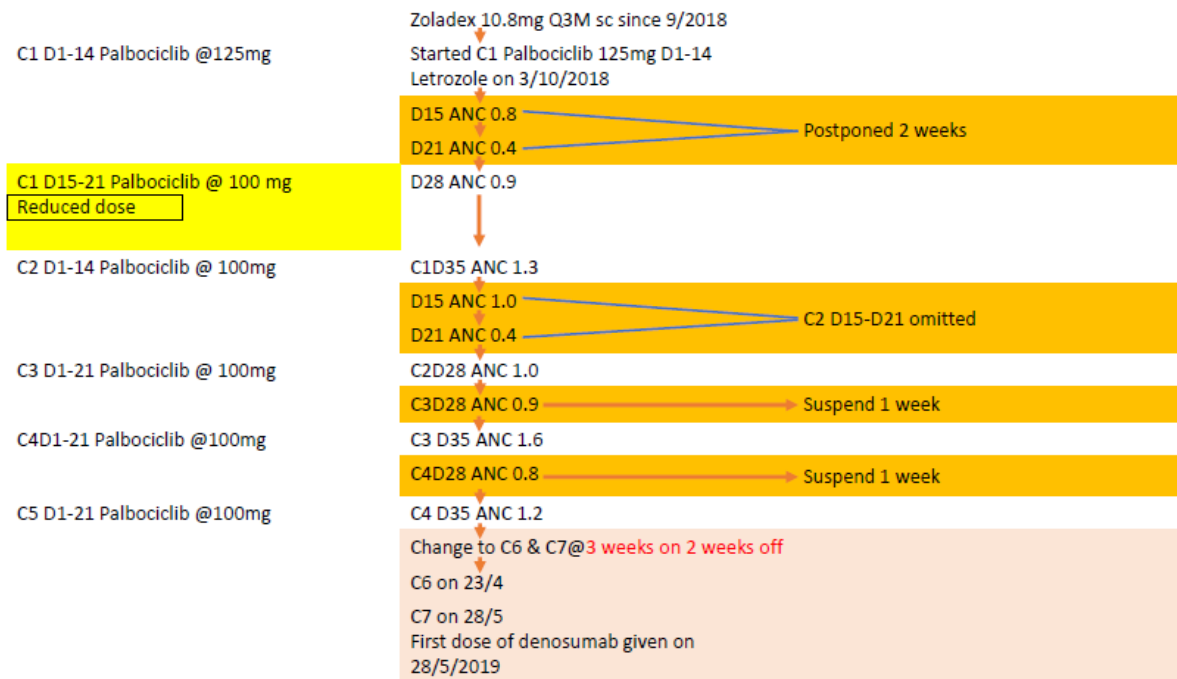 Zoladex 10.8mg Q3M sc since 9/2018
C1 D1-14 Palbociclib @125mg
Started C1 Palbociclib 125mg D1-14
Letrozole on 3/10/2018
D15 ANC 0.8
Postponed 2 weeks
D21 ANC 0.4
C1 D15-21 Palbociclib @ 100 mg
Reduced dose
D28 ANC 0.9
C2 D1-14 Palbociclib @ 100mg
C1D35 ANC 1.3
D15 ANC 1.0
C2 D15-D21 omitted
D21 ANC 0.4
C3 D1-21 Palbociclib @ 100mg
C2D28 ANC 1.0
C3D28 ANC 0.9
Suspend 1 week
C4D1-21 Palbociclib @100mg
C3 D35 ANC 1.6
C4D28 ANC 0.8
Suspend 1 week
C5 D1-21 Palbociclib @100mg
C4 D35 ANC 1.2
Change to C6 & C7@3 weeks on 2 weeks off
C6 on 23/4
C7 on 28/5
First dose of denosumab given on
28/5/2019